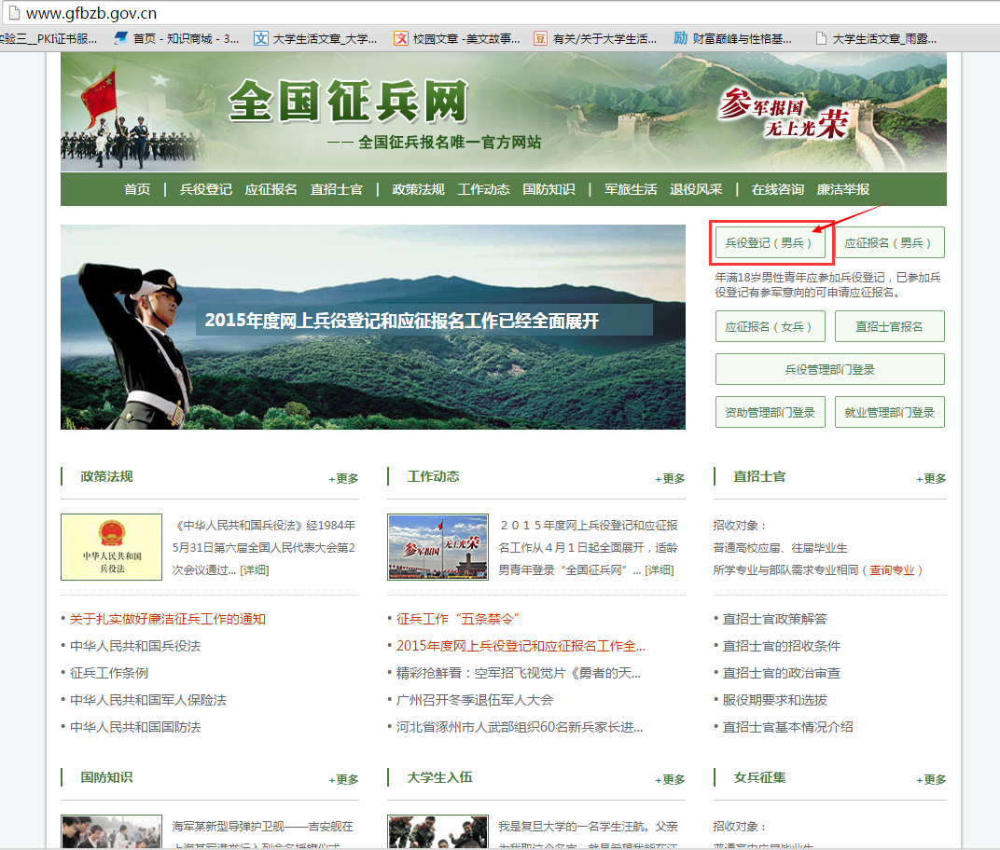 www.gfbzb.gov.cn
实验三__PKI证书服... 首页 - 知识商城 - 3... 大学生活文章_大学... 校园文章 -美文故事... 有关/关于大学生活... 财富巅峰与性格基... 大学生活文章_雨露...
全国征兵网
—— 全国征兵报名唯一官方网站
参军报国
无上光荣
首页 | 兵役登记 应征报名 直招士官 | 政策法规 工作动态 国防知识 | 军旅生活 退役风采 | 在线咨询 廉洁举报
2015年度网上兵役登记和应征报名工作已经全面展开
兵役登记（男兵） 应征报名（男兵）
年满18岁男性青年应参加兵役登记，已参加兵
役登记有参军意向的可申请应征报名。
应征报名（女兵） 直招士官报名
兵役管理部门登录
资助管理部门登录 就业管理部门登录
政策法规 +更多
中华人民共和国
兵役法
《中华人民共和国兵役法》经1984年
5月31日第六届全国人民代表大会第2
次会议通过... [详细]
• 关于扎实做好廉洁征兵工作的通知
• 中华人民共和国兵役法
• 征兵工作条例
• 中华人民共和国军人保险法
• 中华人民共和国国防法
工作动态 +更多
参军报国 无上光荣
２０１５年度网上兵役登记和应征报
名工作从４月１日起全面展开，适龄
男青年登录“全国征兵网”... [详细]
• 征兵工作“五条禁令”
• 2015年度网上兵役登记和应征报名工作全...
• 精彩抢鲜看：空军招飞视觉片《勇者的天...
• 广州召开冬季退伍军人大会
• 河北省涿州市人武部组织60名新兵家长进...
直招士官 +更多
招收对象：
普通高校应届、往届毕业生
所学专业与部队需求专业相同（查询专业）
• 直招士官政策解答
• 直招士官的招收条件
• 直招士官的政治审查
• 服役期要求和选拔
• 直招士官基本情况介绍
国防知识 +更多
海军某新型导弹护卫舰——吉安舰在
大学生入伍 +更多
我是复旦大学的一名学生汪航。父亲
女兵征集 +更多
招收对象：